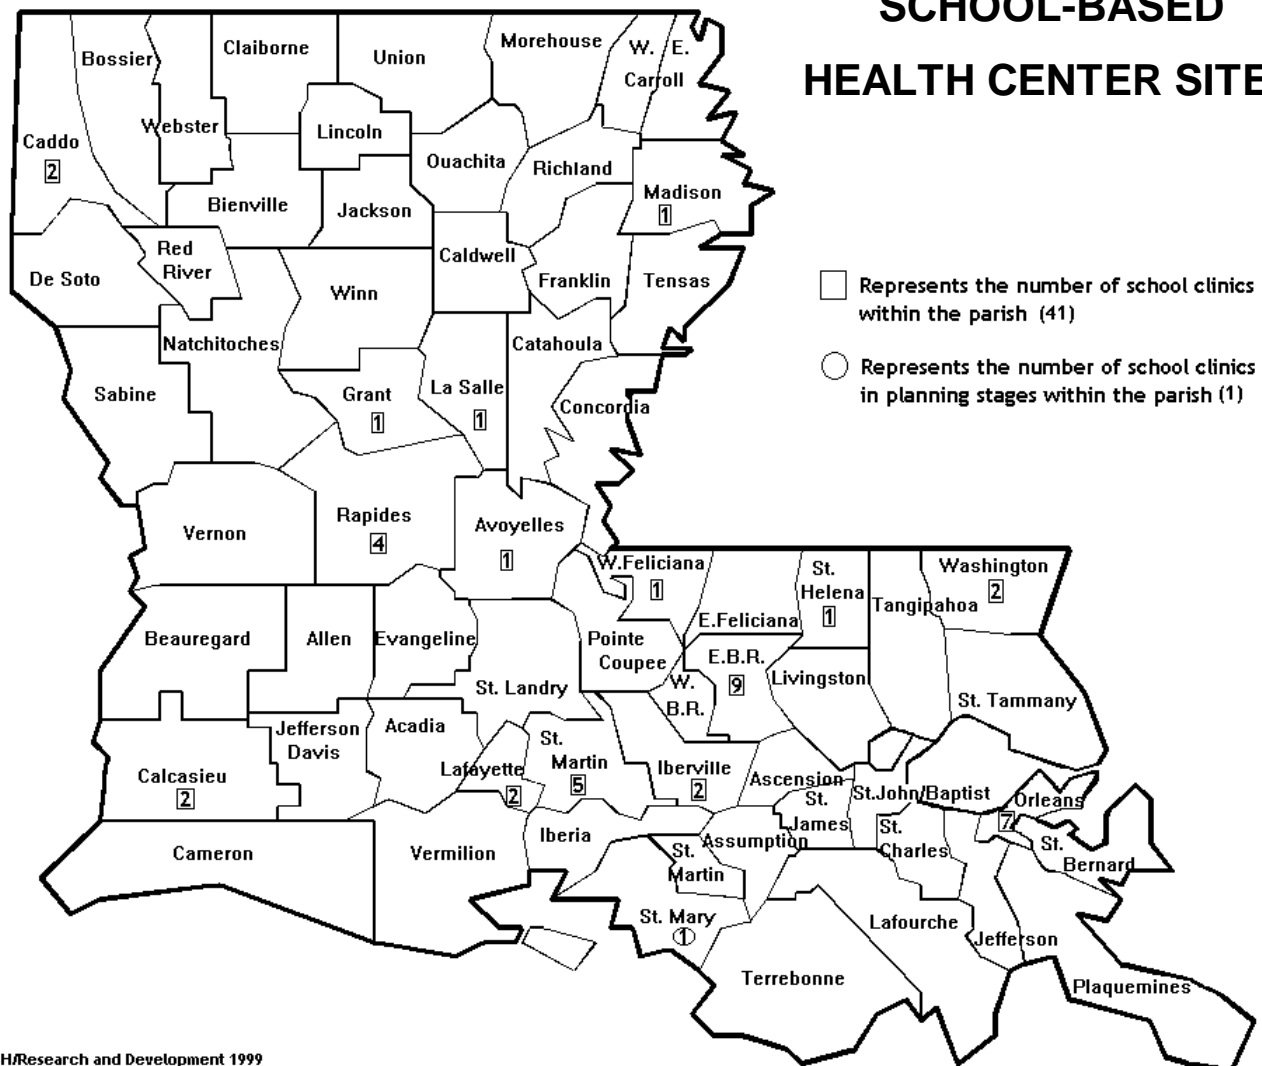 SCHOOL-BASED
HEALTH CENTER SITE
Bossier
Claiborne
Union
Morehouse
W. E.
Carroll
Caddo
2
Webster
Lincoln
Ouachita
Richland
Madison
1
Bienville
Jackson
Caldwell
Franklin
Tensas
De Soto
Red
River
Winn
Represents the number of school clinics
within the parish (41)
Represents the number of school clinics
in planning stages within the parish (1)
Natchitoches
Catahoula
Sabine
Grant
1
La Salle
1
Concordia
Vernon
Rapides
4
Avoyelles
1
W.Feliciana
1
E.Feliciana
St.
Helena
1
Tangipahoa
Washington
2
Beauregard
Allen
Evangeline
Pointe
Coupee
E.B.R.
9
W.
B.R.
Livingston
St. Tammany
St. Landry
Jefferson
Davis
Acadia
Calcasieu
2
Lafayette
2
St.
Martin
5
Iberville
2
Ascension
St.
James
St.John/Baptist
Orleans
7
St.
Charles
St.
Bernard
Cameron
Vermilion
Iberia
Assumption
St.
Martin
St. Mary
1
Lafourche
Jefferson
Terrebonne
Plaquemines
H/Research and Development 1999